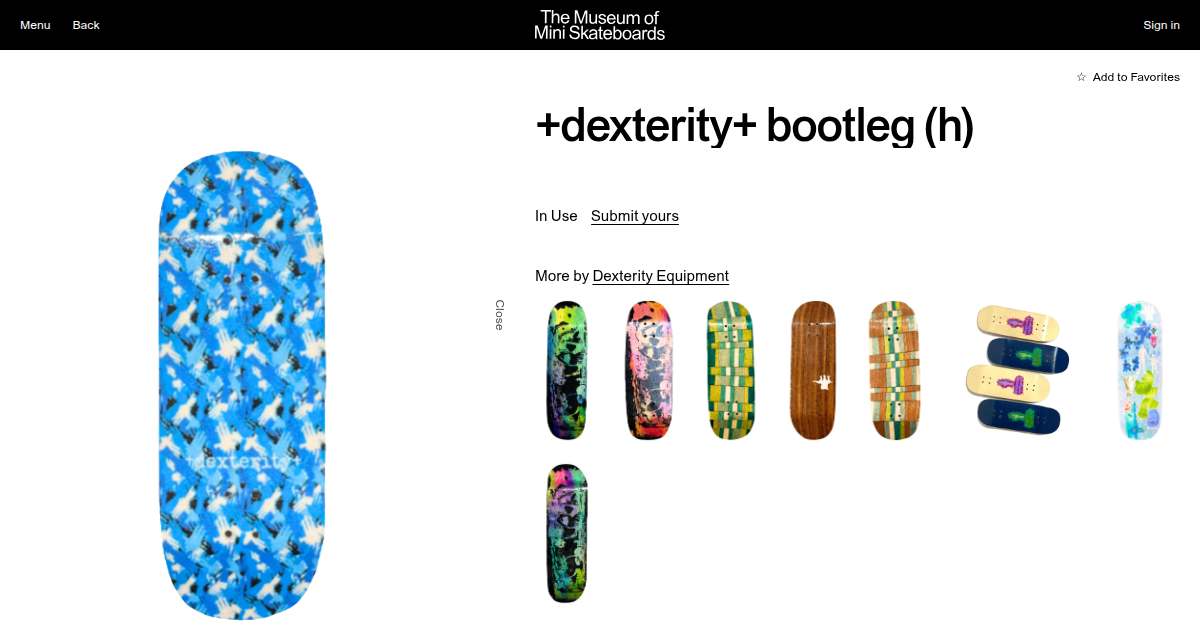 Menu Back
The Museum of
Mini Skateboards
Sign in
☆ Add to Favorites
+dexterity+ bootleg (h)
In Use Submit yours
More by Dexterity Equipment
Close
+dexterity+